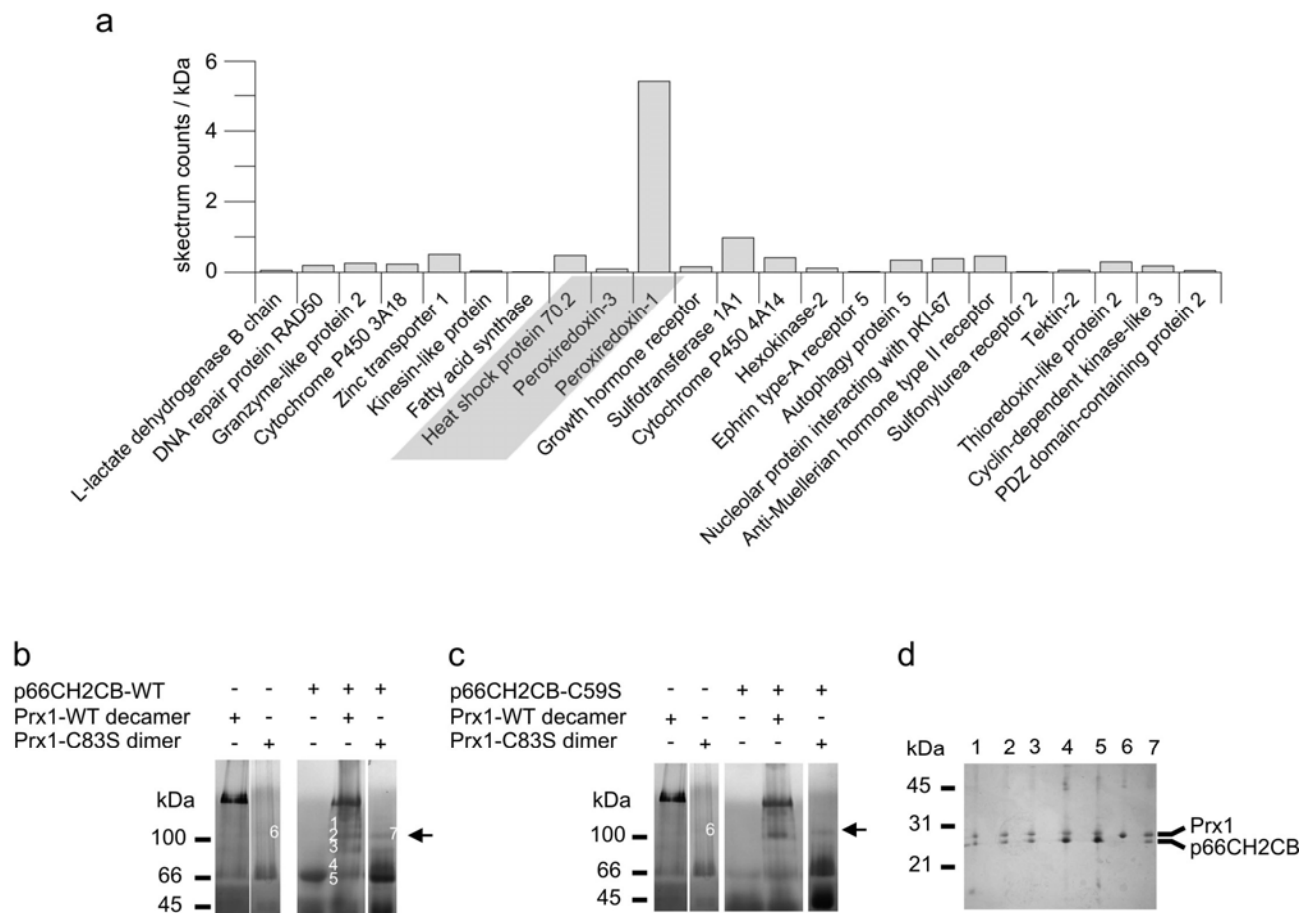 a
skectrum counts / kDa
6
4
2
0
L-lactate dehydrogenase B chain
DNA repair protein RAD50
Granzyme-like protein 2
Cytochrome P450 3A18
Zinc transporter 1
Kinesin-like protein
Fatty acid synthase
Heat shock protein 70.2
Peroxiredoxin-3
Peroxiredoxin-1
Growth hormone receptor
Sulfotransferase 1A1
Cytochrome P450 4A14
Hexokinase-2
Ephrin type-A receptor 5
Autophagy protein 5
Nucleolar protein interacting with pKI-67
Anti-Muellerian hormone type II receptor
Sulfonylurea receptor 2
Tektin-2
Thioredoxin-like protein 2
Cyclin-dependent kinase-like 3
PDZ domain-containing protein 2
b
p66CH2CB-WT - - + + +
Prx1-WT decamer + - - + -
Prx1-C83S dimer - + - - +
kDa
100
66
45
6
1
2
3
4
5
7
c
p66CH2CB-C59S - - + + +
Prx1-WT decamer + - - + -
Prx1-C83S dimer - + - - +
kDa
100
66
45
6
d
kDa 1 2 3 4 5 6 7
45
31
21
Prx1
p66CH2CB